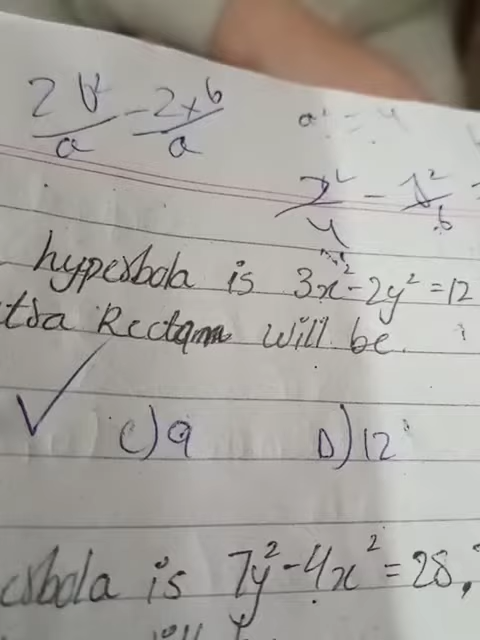 2b²/a = 2×6/a
a² = 4
x²/4 - y²/6 =
hyperbola is 3x²-2y²=12
tra Rectam will be.
C) 9 D) 12
rbola is 7y²-4x²=28,